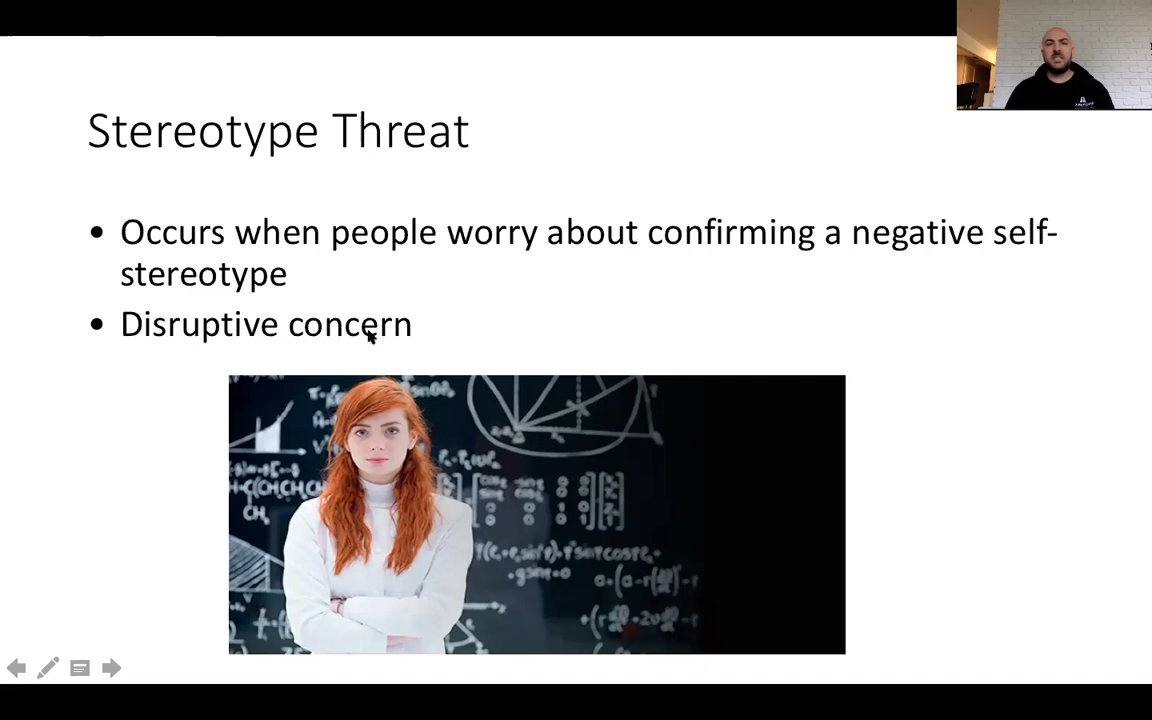 Stereotype Threat
• Occurs when people worry about confirming a negative self-
stereotype
• Disruptive concern